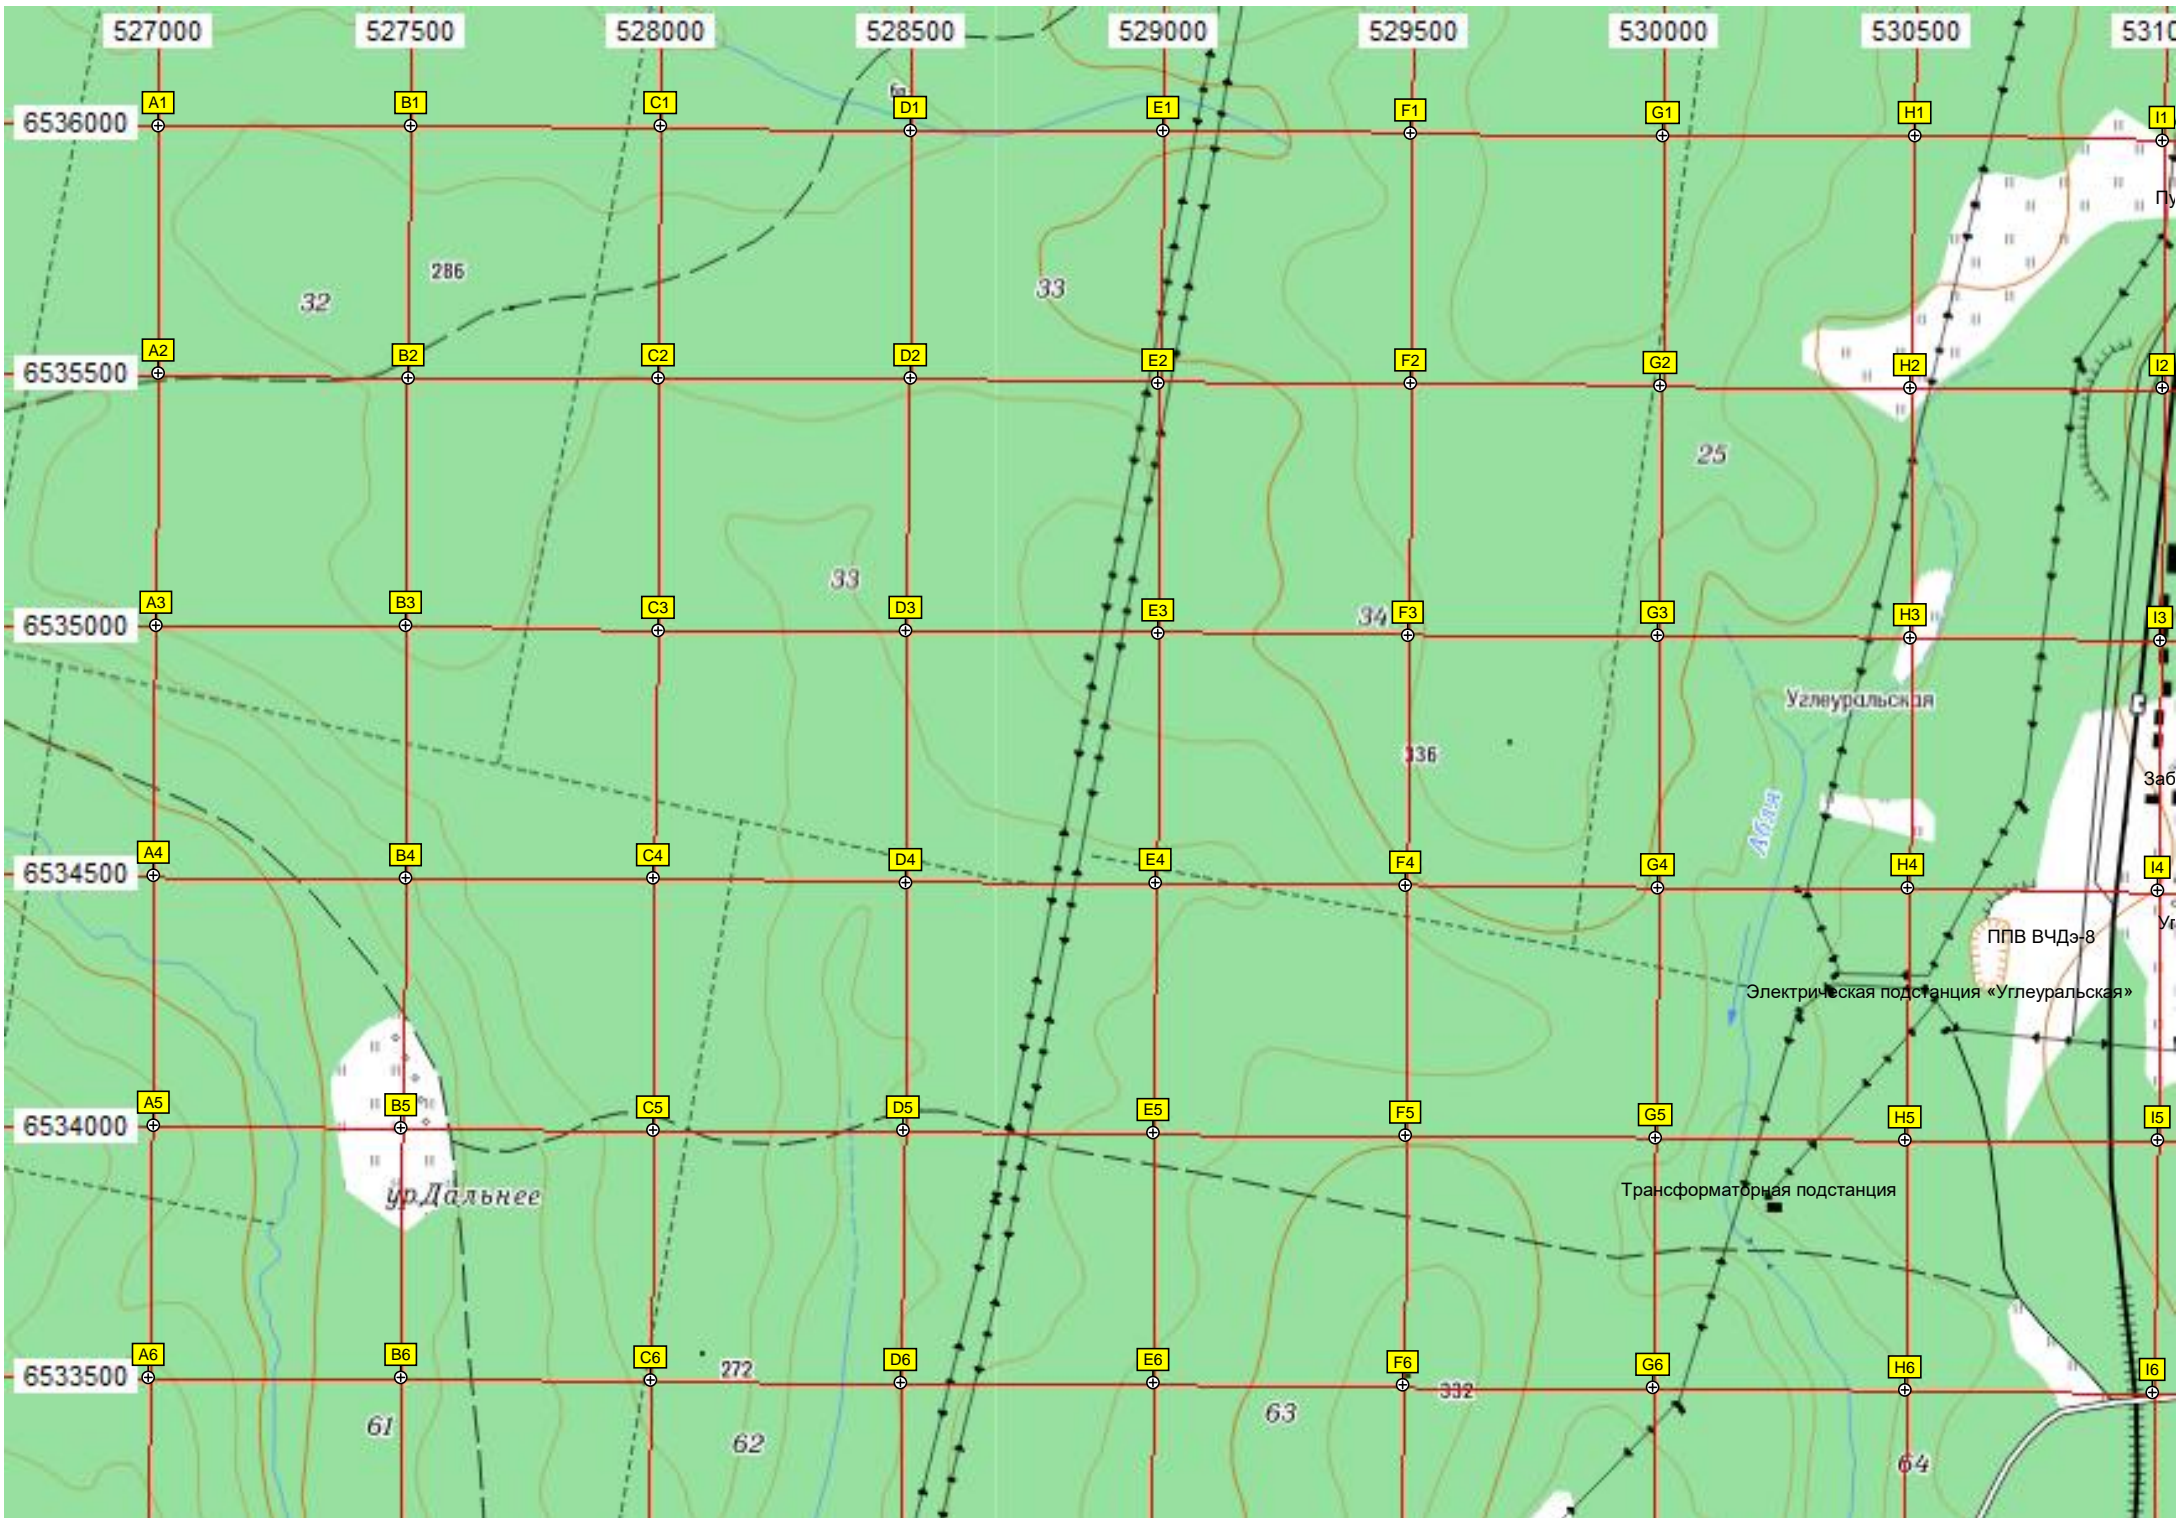 527000 527500 528000 528500 529000 529500 530000 530500 5310
6536000 A1 B1 C1 D1 E1 F1 G1 H1 I1
Пу
286
32
33
6535500 A2 B2 C2 D2 E2 F2 G2 H2 I2
25
33
6535000 A3 B3 C3 D3 E3 34 F3 G3 H3 I3
Углеуральская
336
Заб
Абля
6534500 A4 B4 C4 D4 E4 F4 G4 H4 I4
Уг
ППВ ВЧДэ-8
Электрическая подстанция «Углеуральская»
6534000 A5 B5 C5 D5 E5 F5 G5 H5 I5
ур.Дальнее
Трансформаторная подстанция
6533500 A6 B6 C6 D6 E6 F6 G6 H6 I6
272
332
61
62
63
64